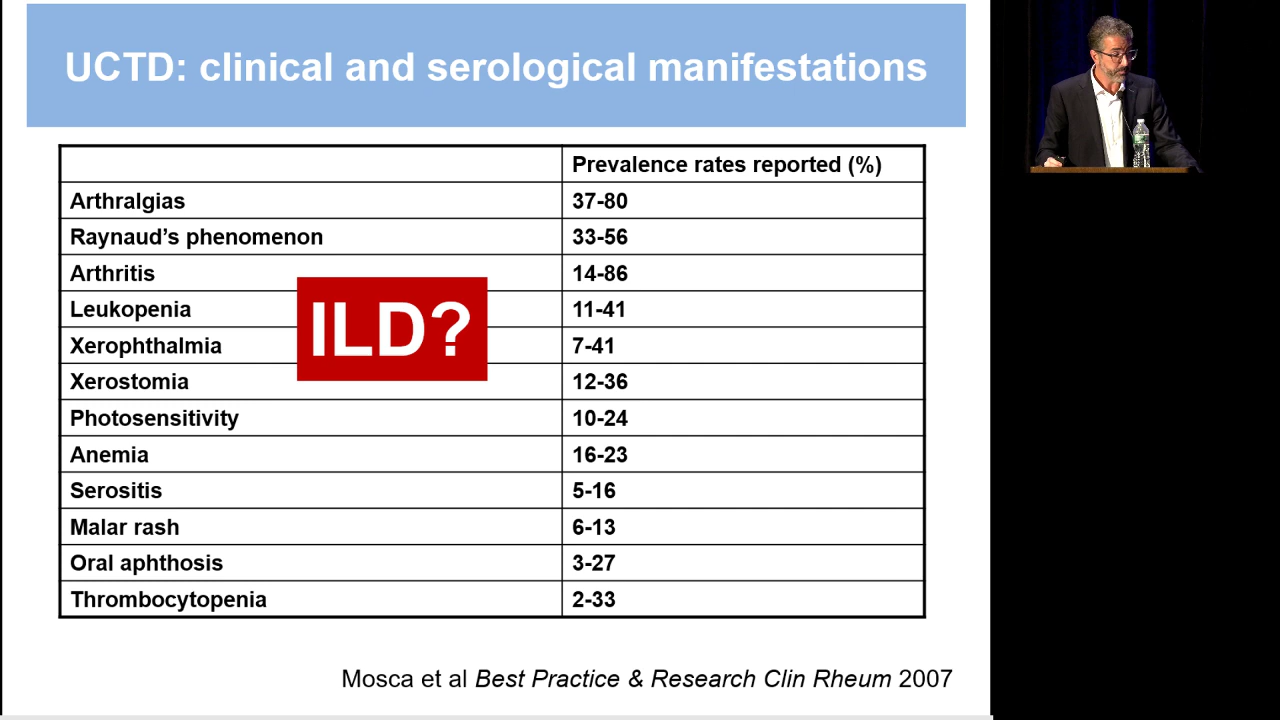 UCTD: clinical and serological manifestations
Prevalence rates reported (%)
Arthralgias 37-80
Raynaud’s phenomenon 33-56
Arthritis 14-86
Leukopenia 11-41
Xerophthalmia 7-41
Xerostomia 12-36
Photosensitivity 10-24
Anemia 16-23
Serositis 5-16
Malar rash 6-13
Oral aphthosis 3-27
Thrombocytopenia 2-33
ILD?
Mosca et al Best Practice & Research Clin Rheum 2007